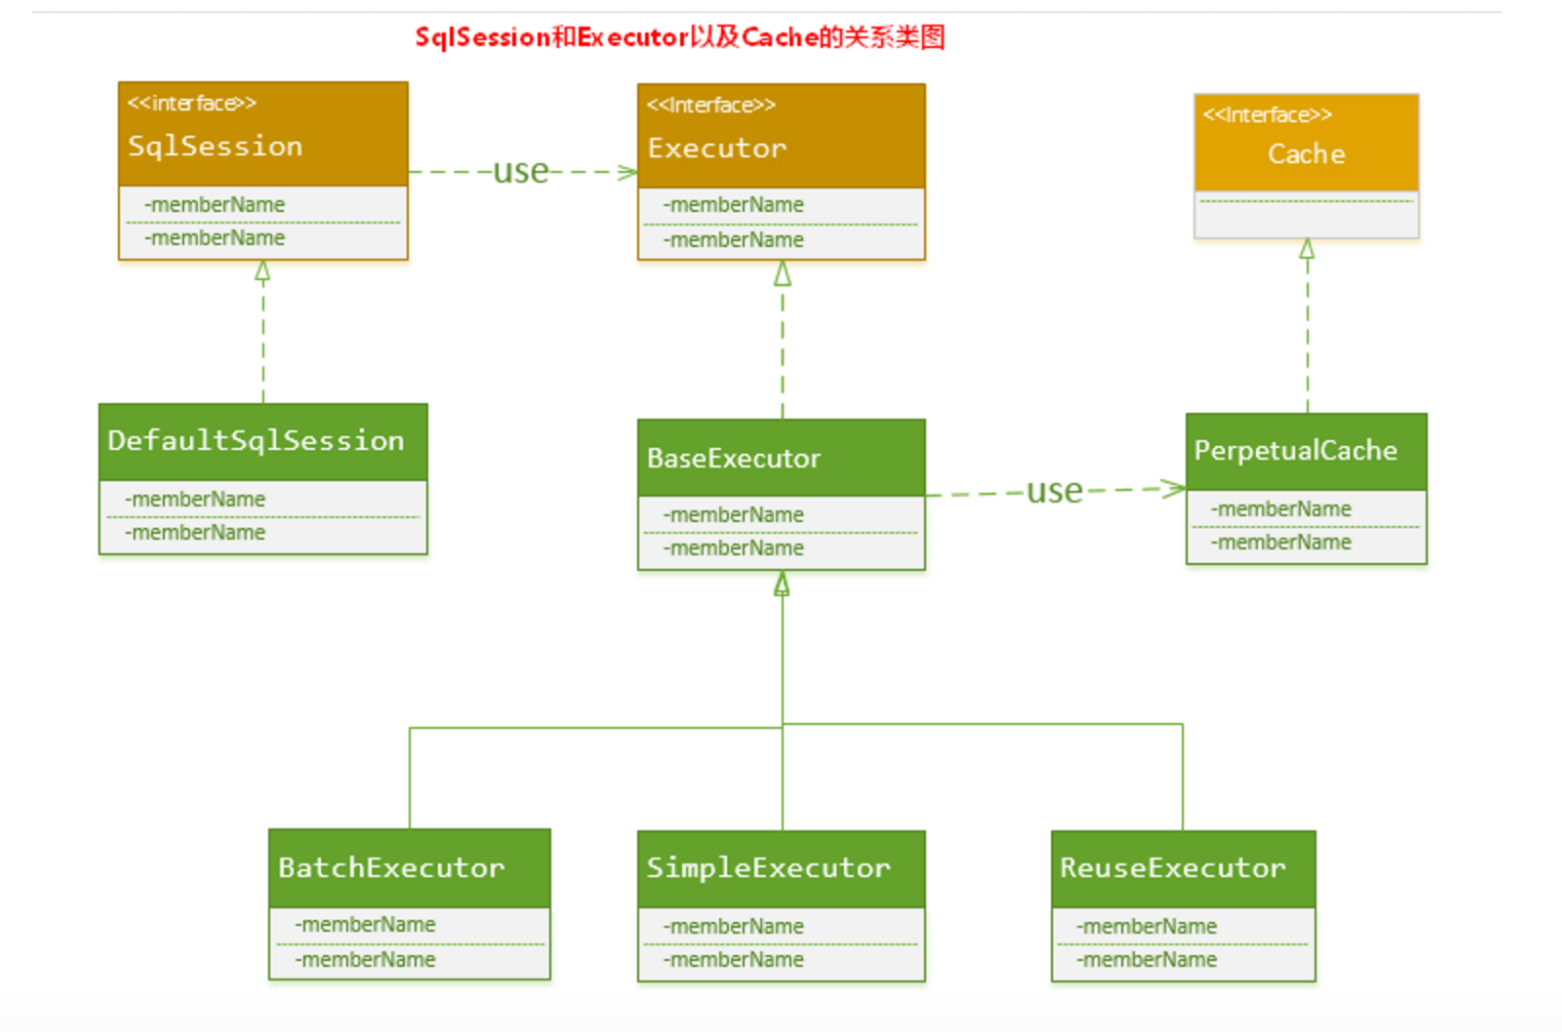 SqlSession和Executor以及Cache的关系类图
<<interface>>
SqlSession
-memberName
-memberName
use
<<Interface>>
Executor
-memberName
-memberName
<<Interface>>
Cache
DefaultSqlSession
-memberName
-memberName
BaseExecutor
-memberName
-memberName
use
PerpetualCache
-memberName
-memberName
BatchExecutor
-memberName
-memberName
SimpleExecutor
-memberName
-memberName
ReuseExecutor
-memberName
-memberName